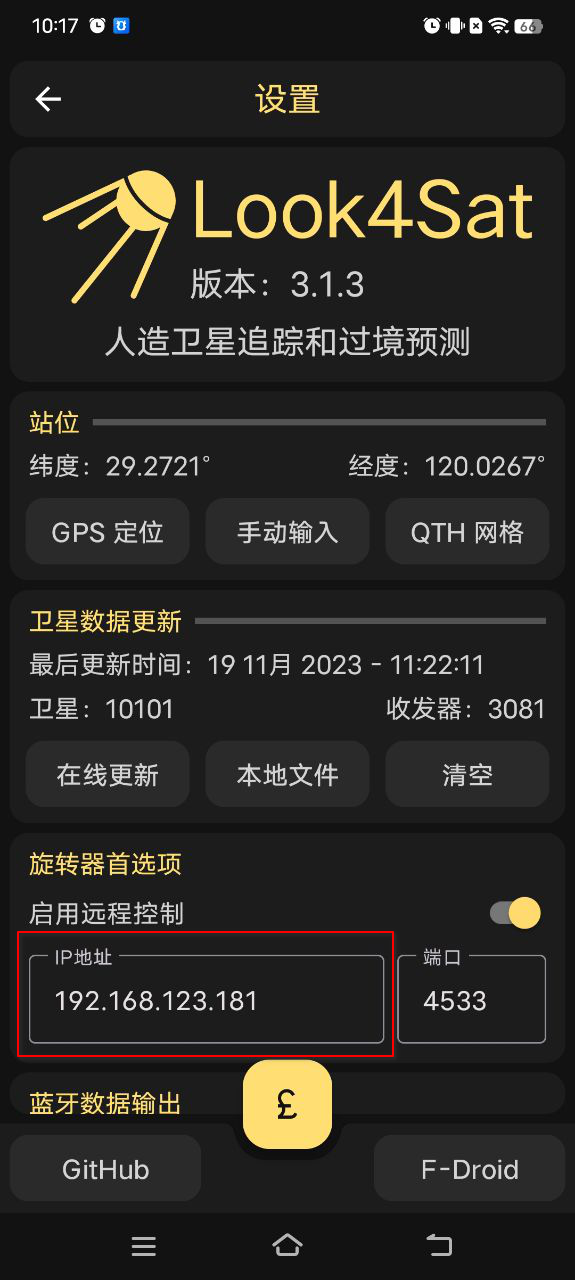 10:17 66
设置
Look4Sat
版本：3.1.3
人造卫星追踪和过境预测
站位
纬度：29.2721° 经度：120.0267°
GPS 定位 手动输入 QTH 网格
卫星数据更新
最后更新时间：19 11月 2023 - 11:22:11
卫星：10101 收发器：3081
在线更新 本地文件 清空
旋转器首选项
启用远程控制
IP地址 端口
192.168.123.181 4533
蓝牙数据输出
£
GitHub F-Droid